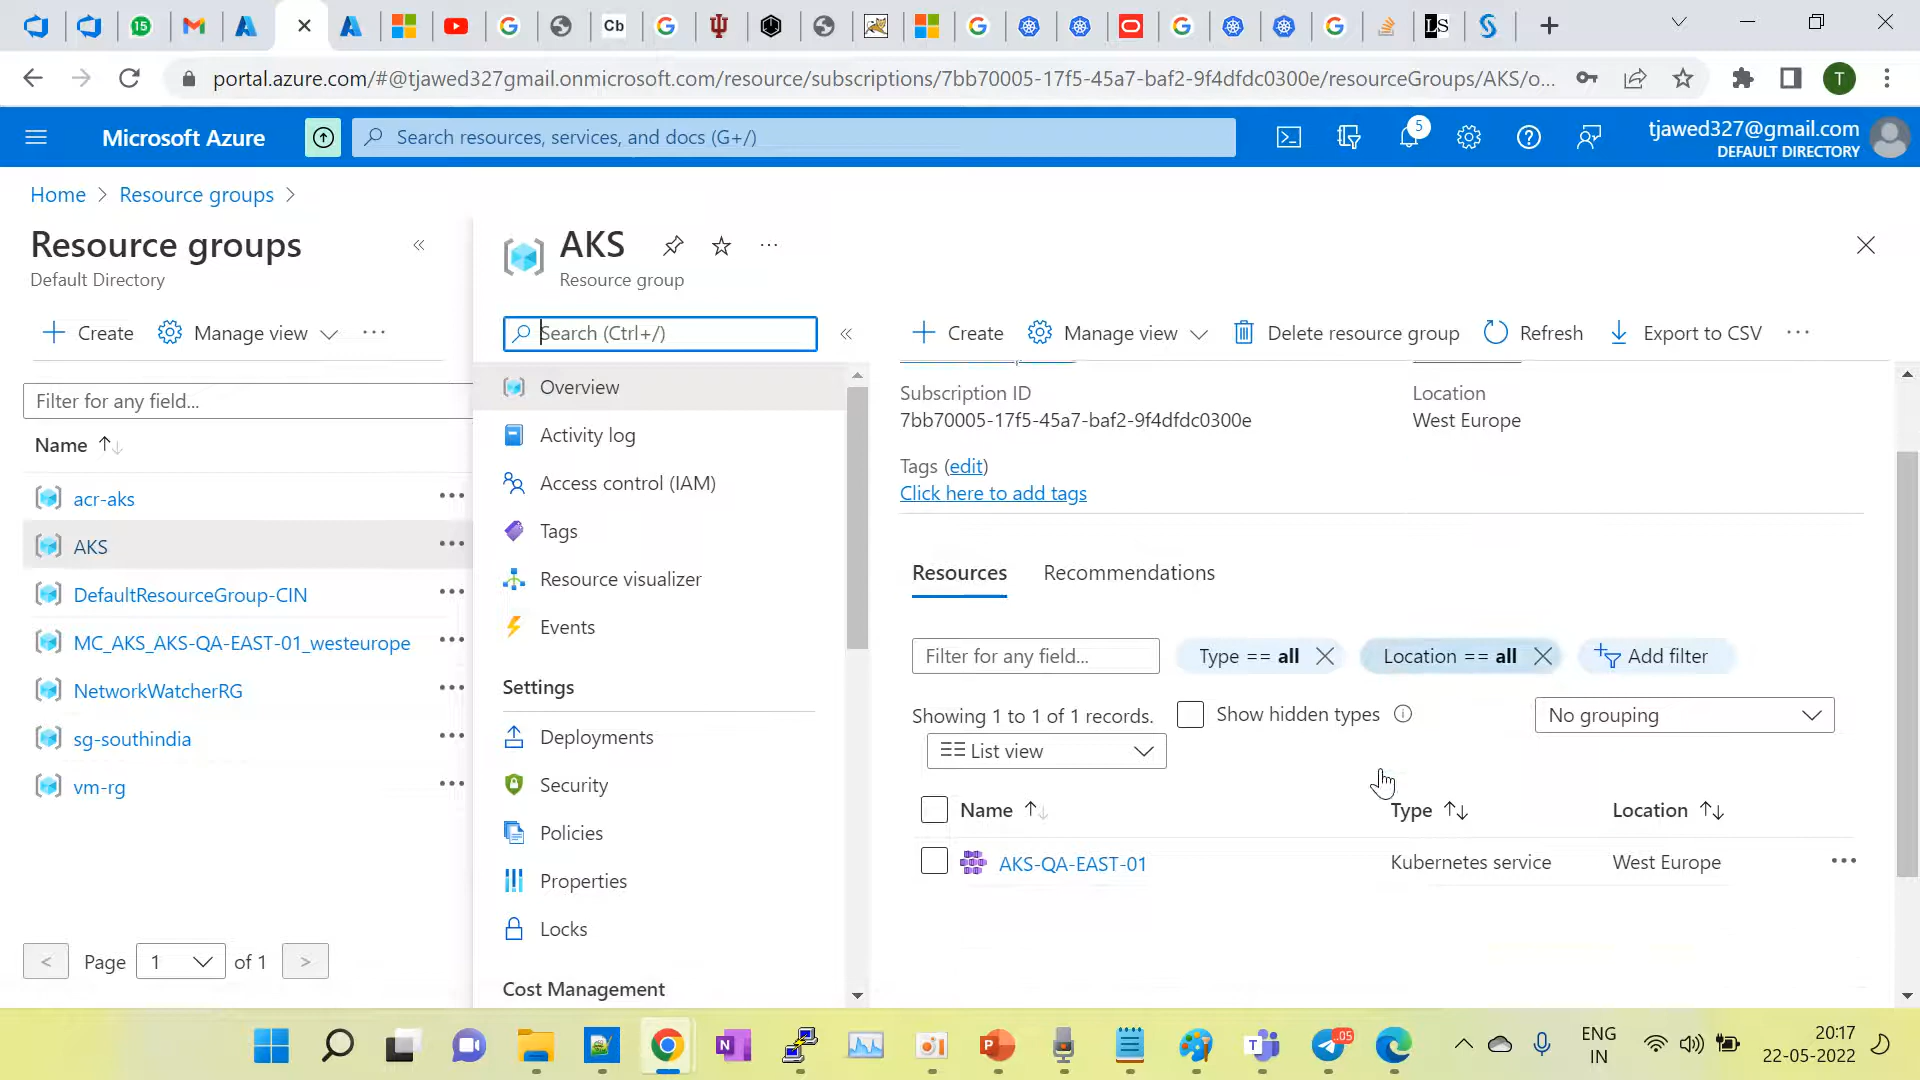 15
Cb
LS
portal.azure.com/#@tjawed327gmail.onmicrosoft.com/resource/subscriptions/7bb70005-17f5-45a7-baf2-9f4dfdc0300e/resourceGroups/AKS/o...
T
Microsoft Azure
Search resources, services, and docs (G+/)
5
tjawed327@gmail.com
DEFAULT DIRECTORY
Home > Resource groups >
Resource groups
Default Directory
Create
Manage view
Filter for any field...
Name
acr-aks
AKS
DefaultResourceGroup-CIN
MC_AKS_AKS-QA-EAST-01_westeurope
NetworkWatcherRG
sg-southindia
vm-rg
< Page 1 of 1 >
AKS
Resource group
Search (Ctrl+/)
Overview
Activity log
Access control (IAM)
Tags
Resource visualizer
Events
Settings
Deployments
Security
Policies
Properties
Locks
Cost Management
Create
Manage view
Delete resource group
Refresh
Export to CSV
Subscription ID
7bb70005-17f5-45a7-baf2-9f4dfdc0300e
Location
West Europe
Tags (edit)
Click here to add tags
Resources
Recommendations
Filter for any field...
Type == all
Location == all
Add filter
Showing 1 to 1 of 1 records.
Show hidden types
No grouping
List view
Name
Type
Location
AKS-QA-EAST-01
Kubernetes service
West Europe
.05
ENG
IN
20:17
22-05-2022